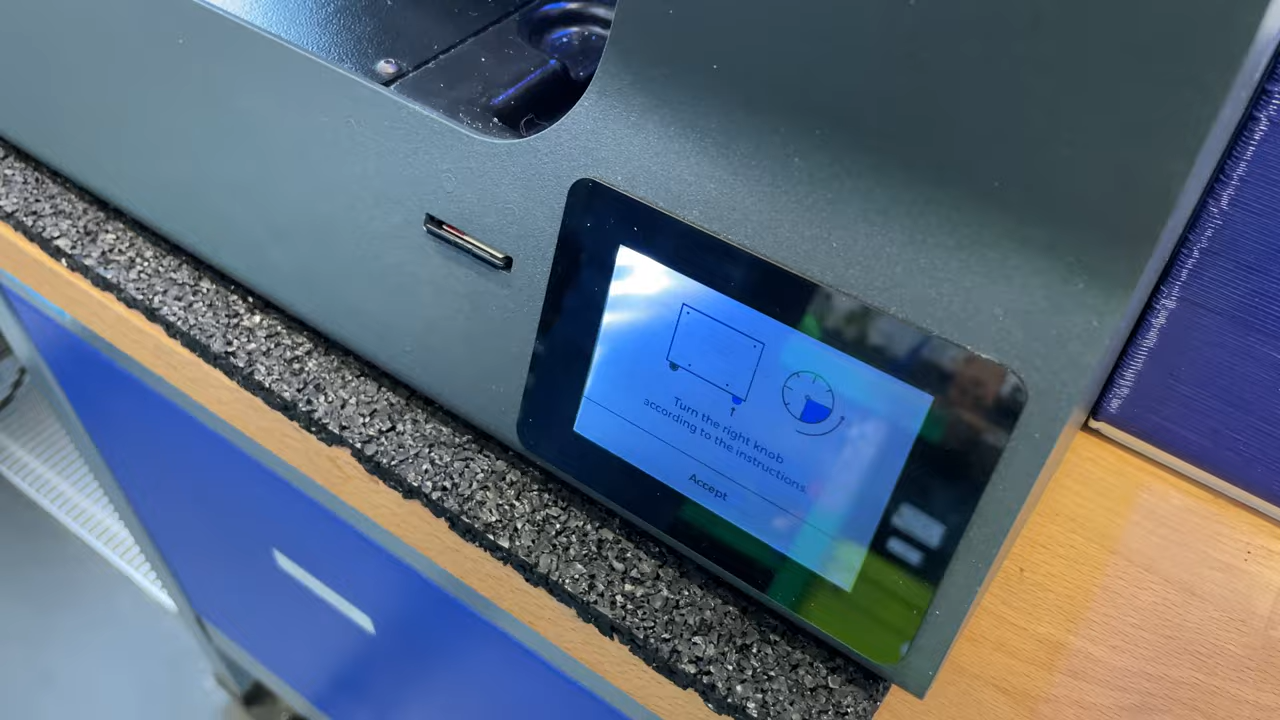 Turn the right knob
according to the instructions.
Accept